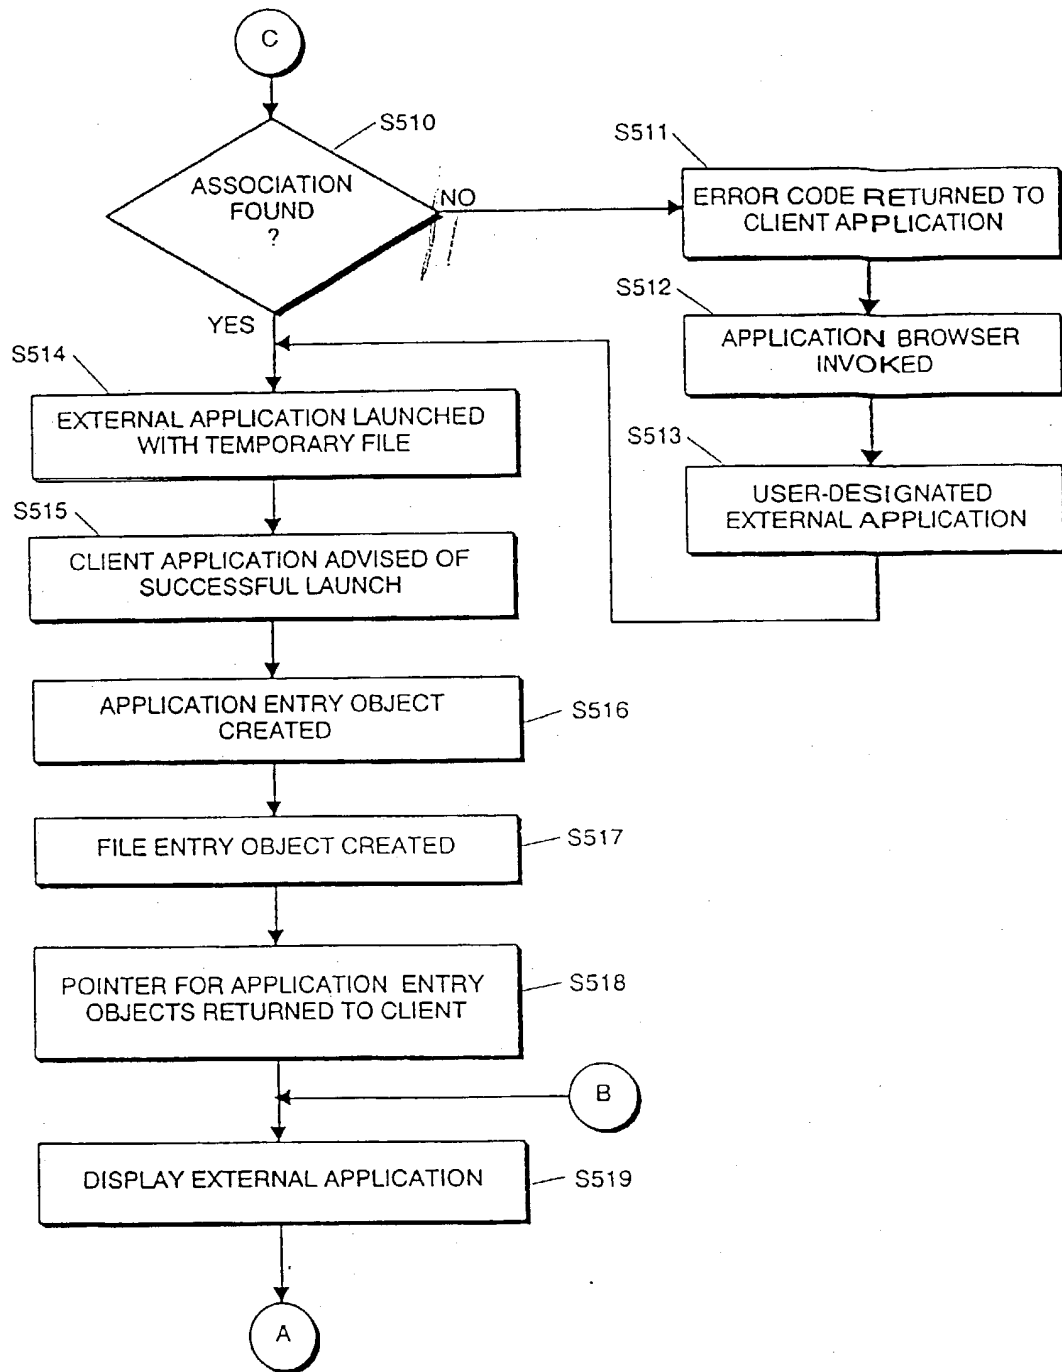 C
S510
ASSOCIATION
FOUND
?
NO
YES
S511
ERROR CODE RETURNED TO
CLIENT APPLICATION
S512
APPLICATION BROWSER
INVOKED
S513
USER-DESIGNATED
EXTERNAL APPLICATION
S514
EXTERNAL APPLICATION LAUNCHED
WITH TEMPORARY FILE
S515
CLIENT APPLICATION ADVISED OF
SUCCESSFUL LAUNCH
APPLICATION ENTRY OBJECT
CREATED
S516
FILE ENTRY OBJECT CREATED
S517
POINTER FOR APPLICATION ENTRY
OBJECTS RETURNED TO CLIENT
S518
B
DISPLAY EXTERNAL APPLICATION
S519
A